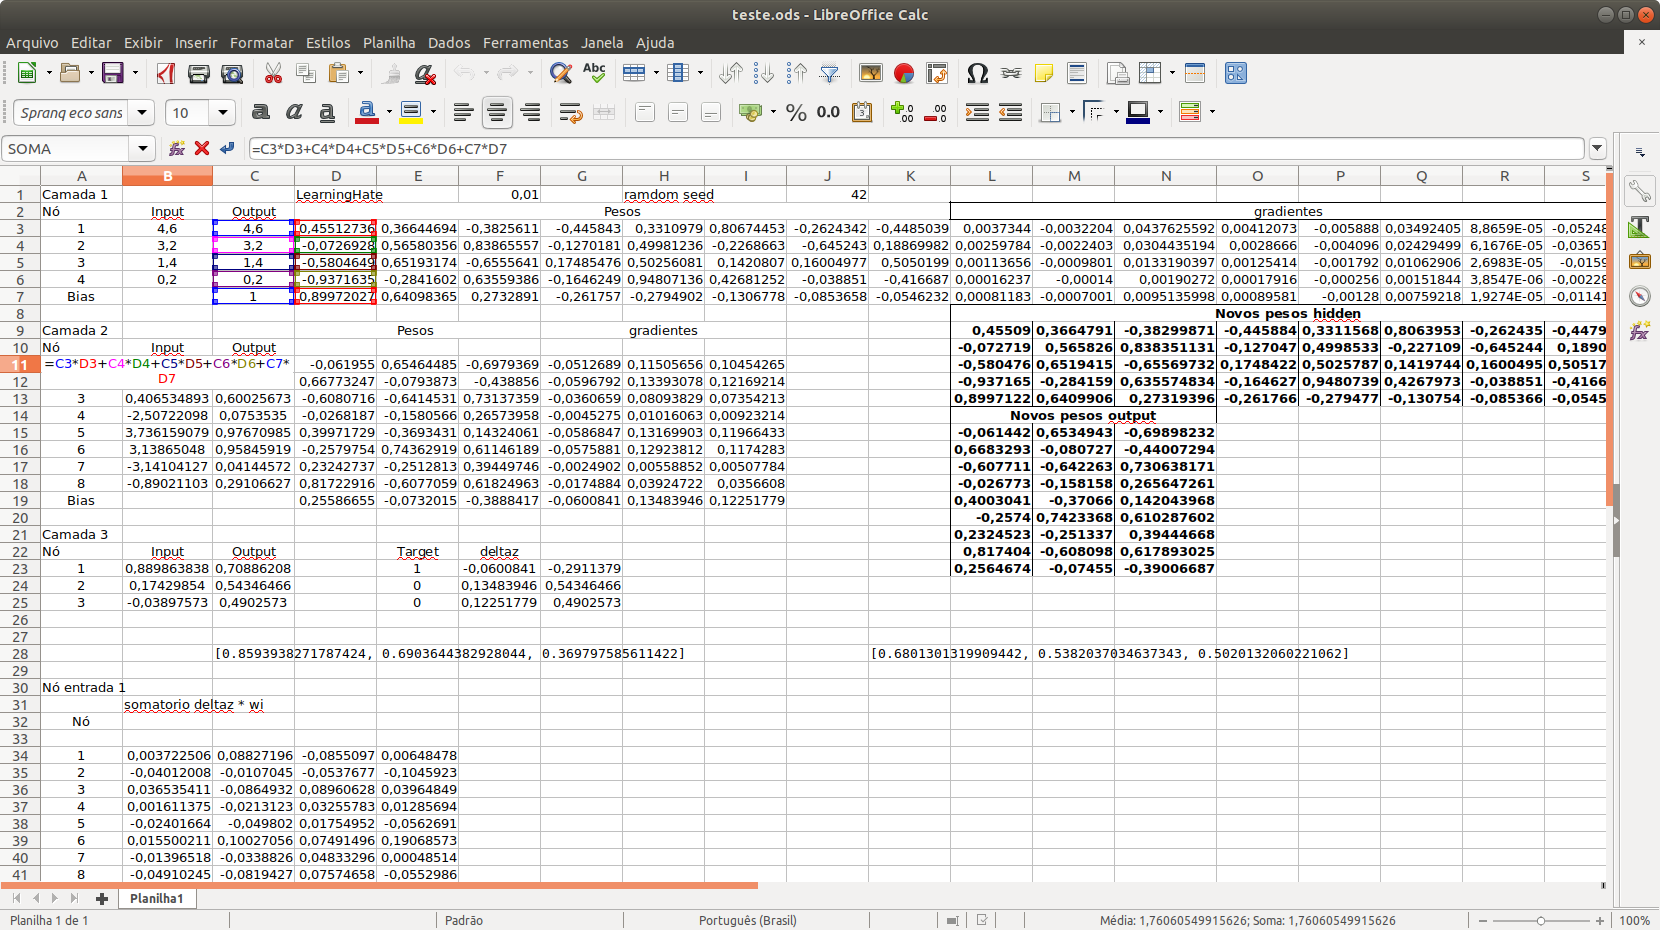 teste.ods - LibreOffice Calc
Arquivo Editar Exibir Inserir Formatar Estilos Planilha Dados Ferramentas Janela Ajuda
Spranq eco sans 10
SOMA =C3*D3+C4*D4+C5*D5+C6*D6+C7*D7
A B C D E F G H I J K L M N O P Q R S
1 Camada 1 LearningHate 0,01 ramdom seed 42
2 Nó Input Output Pesos gradientes
3 1 4,6 4,6 0,45512736 0,36644694 -0,3825611 -0,445843 0,3310979 0,80674453 -0,2624342 -0,4485039 0,0037344 -0,0032204 0,0437625592 0,00412073 -0,005888 0,03492405 8,8659E-05 -0,05248
4 2 3,2 3,2 -0,0726928 0,56580356 0,83865557 -0,1270181 0,49981236 -0,2268663 -0,645243 0,18869982 0,00259784 -0,0022403 0,0304435194 0,0028666 -0,004096 0,02429499 6,1676E-05 -0,03651
5 3 1,4 1,4 -0,5804649 0,65193174 -0,6555641 0,17485476 0,50256081 0,1420807 0,16004977 0,5050199 0,00113656 -0,0009801 0,0133190397 0,00125414 -0,001792 0,01062906 2,6983E-05 -0,0159
6 4 0,2 0,2 -0,9371635 -0,2841602 0,63559386 -0,1646249 0,94807136 0,42681252 -0,038851 -0,416687 0,00016237 -0,00014 0,00190272 0,00017916 -0,000256 0,00151844 3,8547E-06 -0,00228
7 Bias 1 0,89972027 0,64098365 0,2732891 -0,261757 -0,2794902 -0,1306778 -0,0853658 -0,0546232 0,00081183 -0,0007001 0,0095135998 0,00089581 -0,00128 0,00759218 1,9274E-05 -0,01141
8 Novos pesos hidden
9 Camada 2 Pesos gradientes 0,45509 0,3664791 -0,38299871 -0,445884 0,3311568 0,8063953 -0,262435 -0,4479
10 Nó Input Output -0,072719 0,565826 0,838351131 -0,127047 0,4998533 -0,227109 -0,645244 0,1890
11 =C3*D3+C4*D4+C5*D5+C6*D6+C7* -0,061955 0,65464485 -0,6979369 -0,0512689 0,11505656 0,10454265 -0,580476 0,6519415 -0,65569732 0,1748422 0,5025787 0,1419744 0,1600495 0,50517
12 D7 0,66773247 -0,0793873 -0,438856 -0,0596792 0,13393078 0,12169214 -0,937165 -0,284159 0,635574834 -0,164627 0,9480739 0,4267973 -0,038851 -0,4166
13 3 0,406534893 0,60025673 -0,6080716 -0,6414531 0,73137359 -0,0360659 0,08093829 0,07354213 0,8997122 0,6409906 0,27319396 -0,261766 -0,279477 -0,130754 -0,085366 -0,0545
14 4 -2,50722098 0,0753535 -0,0268187 -0,1580566 0,26573958 -0,0045275 0,01016063 0,00923214 Novos pesos output
15 5 3,736159079 0,97670985 0,39971729 -0,3693431 0,14324061 -0,0586847 0,13169903 0,11966433 -0,061442 0,6534943 -0,69898232
16 6 3,13865048 0,95845919 -0,2579754 0,74362919 0,61146189 -0,0575881 0,12923812 0,1174283 0,6683293 -0,080727 -0,44007294
17 7 -3,14104127 0,04144572 0,23242737 -0,2512813 0,39449746 -0,0024902 0,00558852 0,00507784 -0,607711 -0,642263 0,730638171
18 8 -0,89021103 0,29106627 0,81722916 -0,6077059 0,61824963 -0,0174884 0,03924722 0,0356608 -0,026773 -0,158158 0,265647261
19 Bias 0,25586655 -0,0732015 -0,3888417 -0,0600841 0,13483946 0,12251779 0,4003041 -0,37066 0,142043968
20 -0,2574 0,7423368 0,610287602
21 Camada 3 0,2324523 -0,251337 0,39444668
22 Nó Input Output Target deltaz 0,817404 -0,608098 0,617893025
23 1 0,889863838 0,70886208 1 -0,0600841 -0,2911379 0,2564674 -0,07455 -0,39006687
24 2 0,17429854 0,54346466 0 0,13483946 0,54346466
25 3 -0,03897573 0,4902573 0 0,12251779 0,4902573
26
27
28 [0.8593938271787424, 0.6903644382928044, 0.369797585611422] [0.6801301319909442, 0.5382037034637343, 0.5020132060221062]
29
30 Nó entrada 1
31 somatorio deltaz * wi
32 Nó
33
34 1 0,003722506 0,08827196 -0,0855097 0,00648478
35 2 -0,04012008 -0,0107045 -0,0537677 -0,1045923
36 3 0,036535411 -0,0864932 0,08960628 0,03964849
37 4 0,001611375 -0,0213123 0,03255783 0,01285694
38 5 -0,02401664 -0,049802 0,01754952 -0,0562691
39 6 0,015500211 0,10027056 0,07491496 0,19068573
40 7 -0,01396518 -0,0338826 0,04833296 0,00048514
41 8 -0,04910245 -0,0819427 0,07574658 -0,0552986
Planilha1
Planilha 1 de 1 Padrão Português (Brasil) Média: 1,76060549915626; Soma: 1,76060549915626 100%